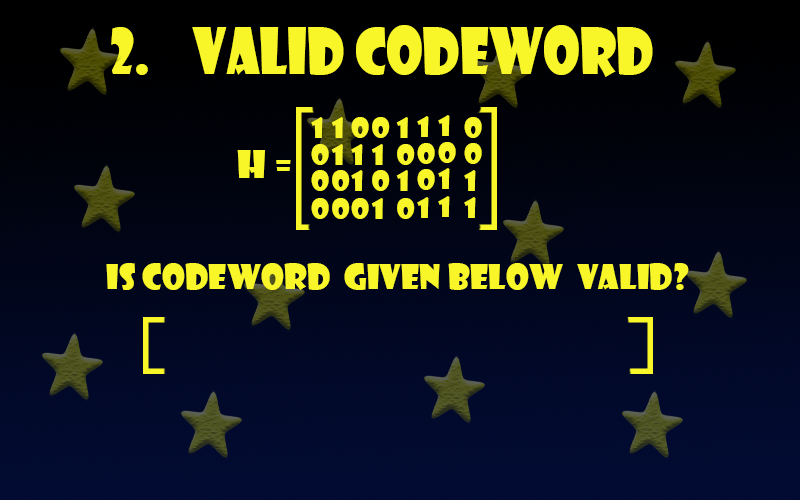 2. VALID CODEWORD
H = [ 1 1 0 0 1 1 1 0
0 1 1 1 0 0 0 0
0 0 1 0 1 0 1 1
0 0 0 1 0 1 1 1 ]
IS CODEWORD GIVEN BELOW VALID?
[ ]